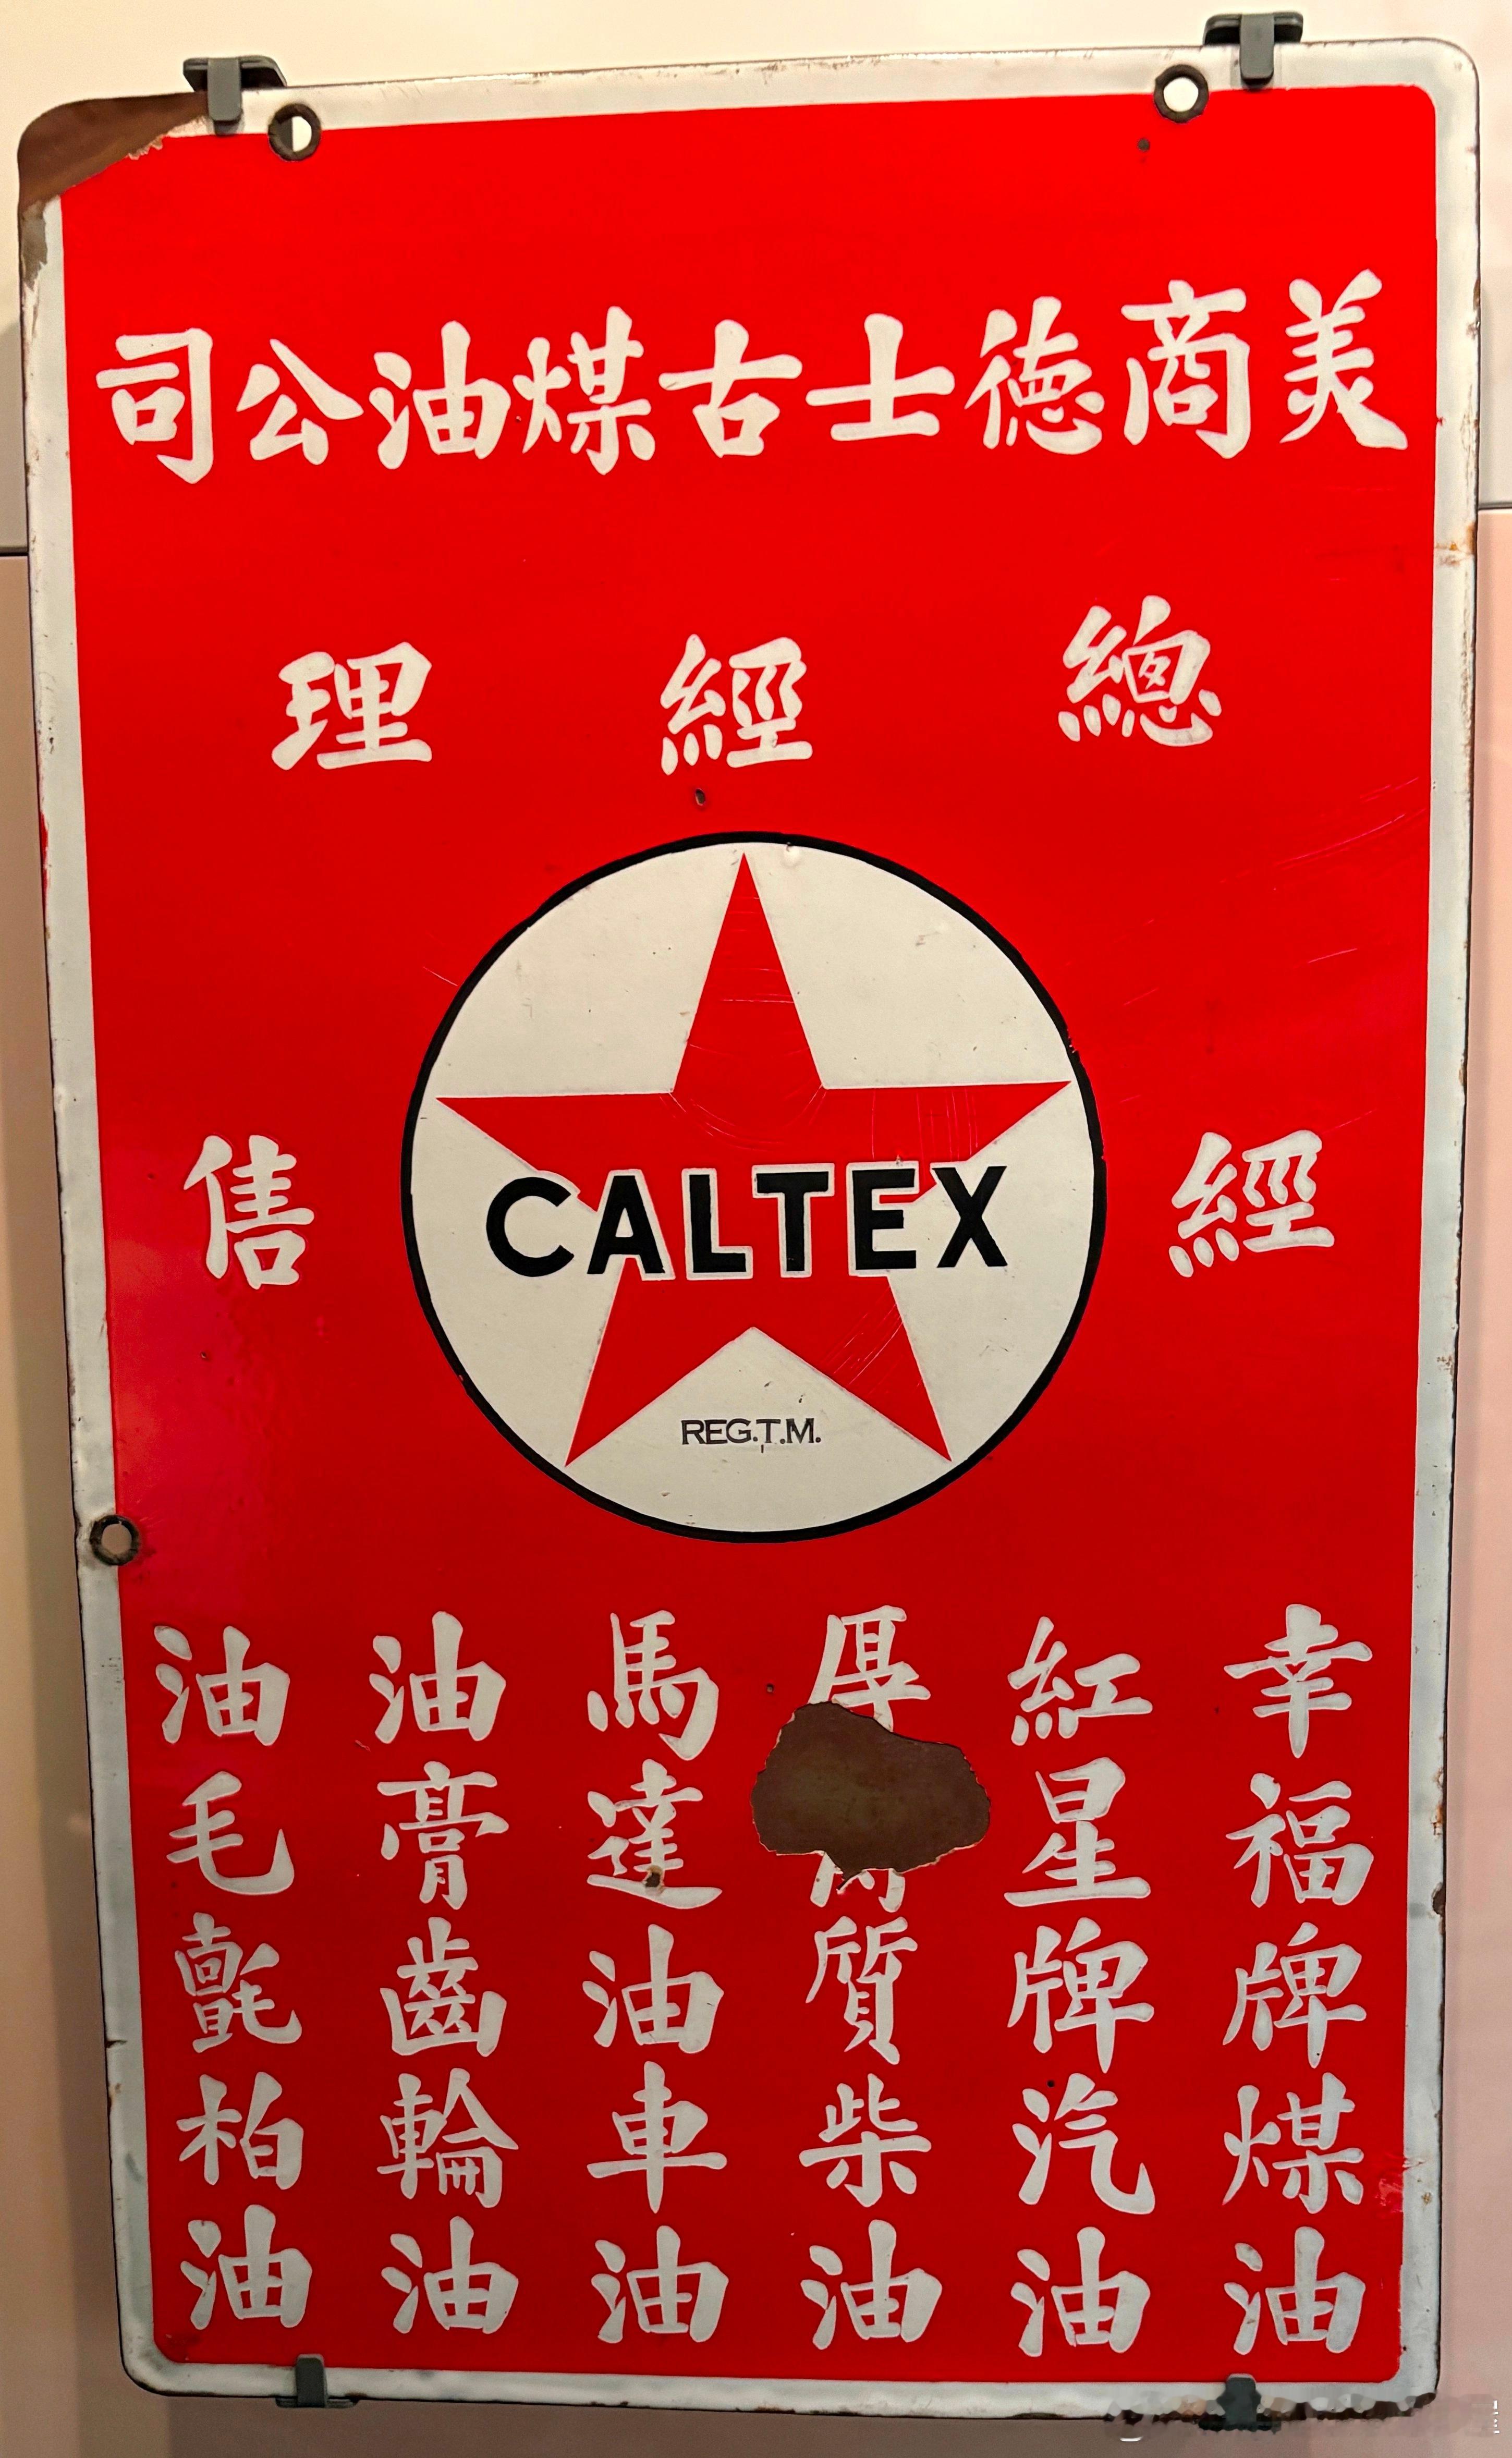 美商德士古煤油公司
總經理
經售
CALTEX
REG.T.M.
幸福牌煤油
紅星牌汽油
厚質柴油
馬達油車油
油膏齒輪油
油毛氈柏油